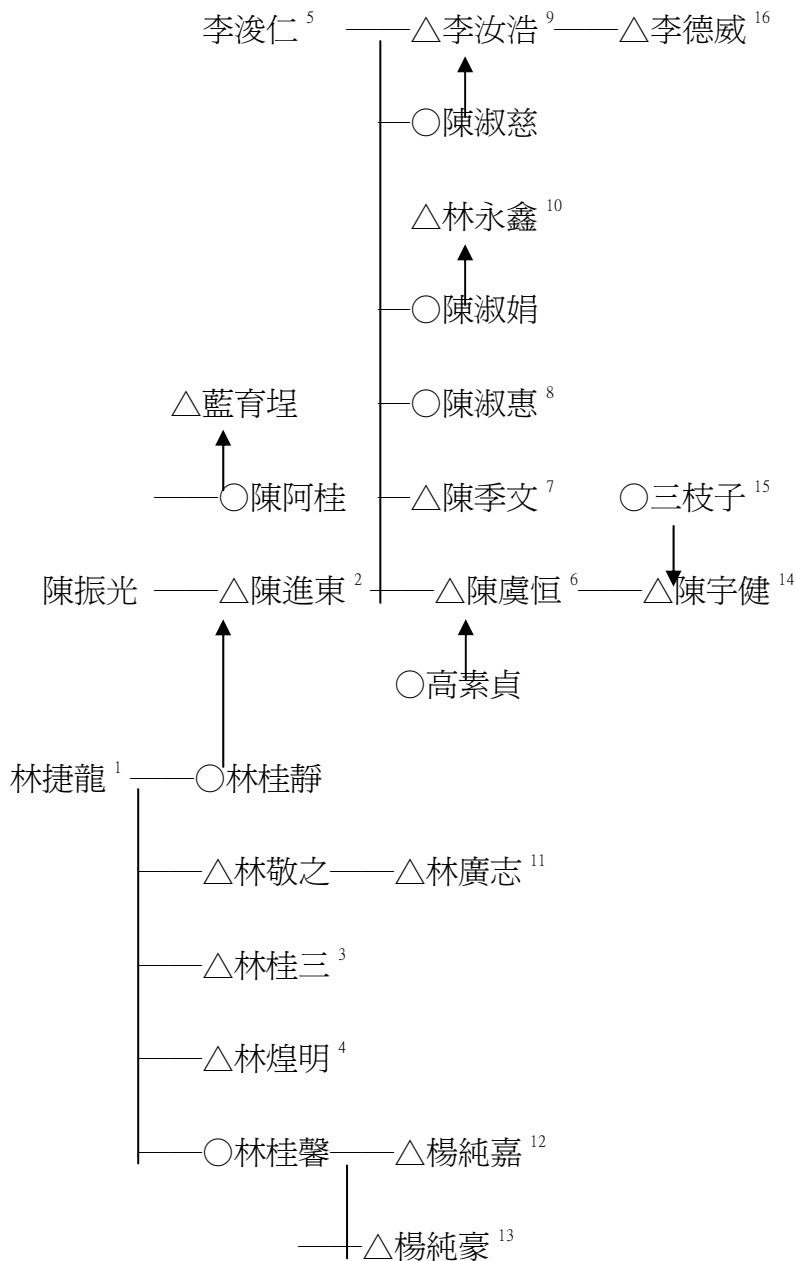 李浚仁 5 △李汝浩 9 △李德威 16
○陳淑慈
△林永鑫 10
○陳淑娟
△藍育埕 ○陳淑惠 8
○陳阿桂 △陳季文 7 ○三枝子 15
陳振光 △陳進東 2 △陳虞恒 6 △陳宇健 14
○高素貞
林捷龍 1 ○林桂靜
△林敬之 △林廣志 11
△林桂三 3
△林煌明 4
○林桂馨 △楊純嘉 12
△楊純豪 13